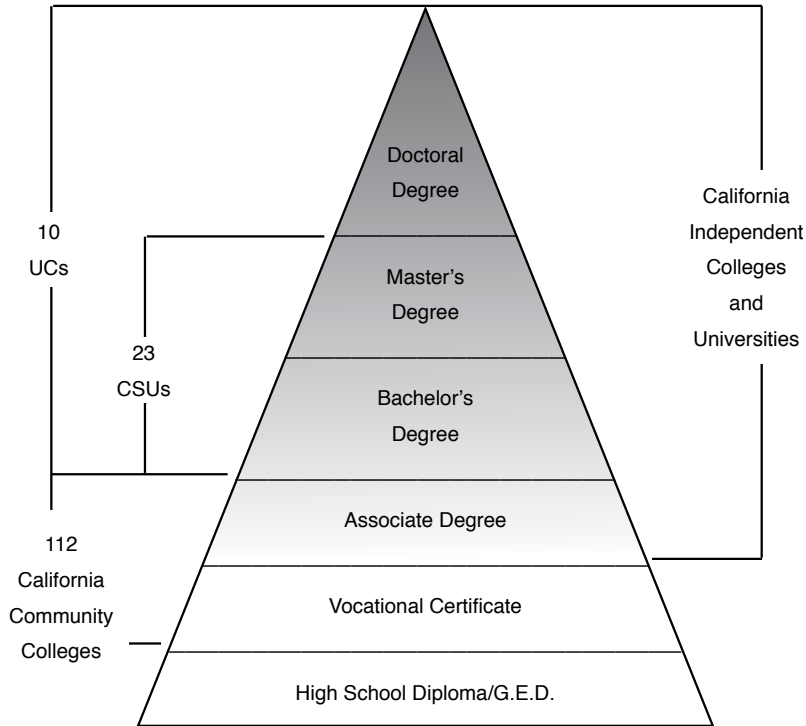 Doctoral
Degree
Master's
Degree
Bachelor's
Degree
Associate Degree
Vocational Certificate
High School Diploma/G.E.D.
10
UCs
23
CSUs
112
California
Community
Colleges
California
Independent
Colleges
and
Universities